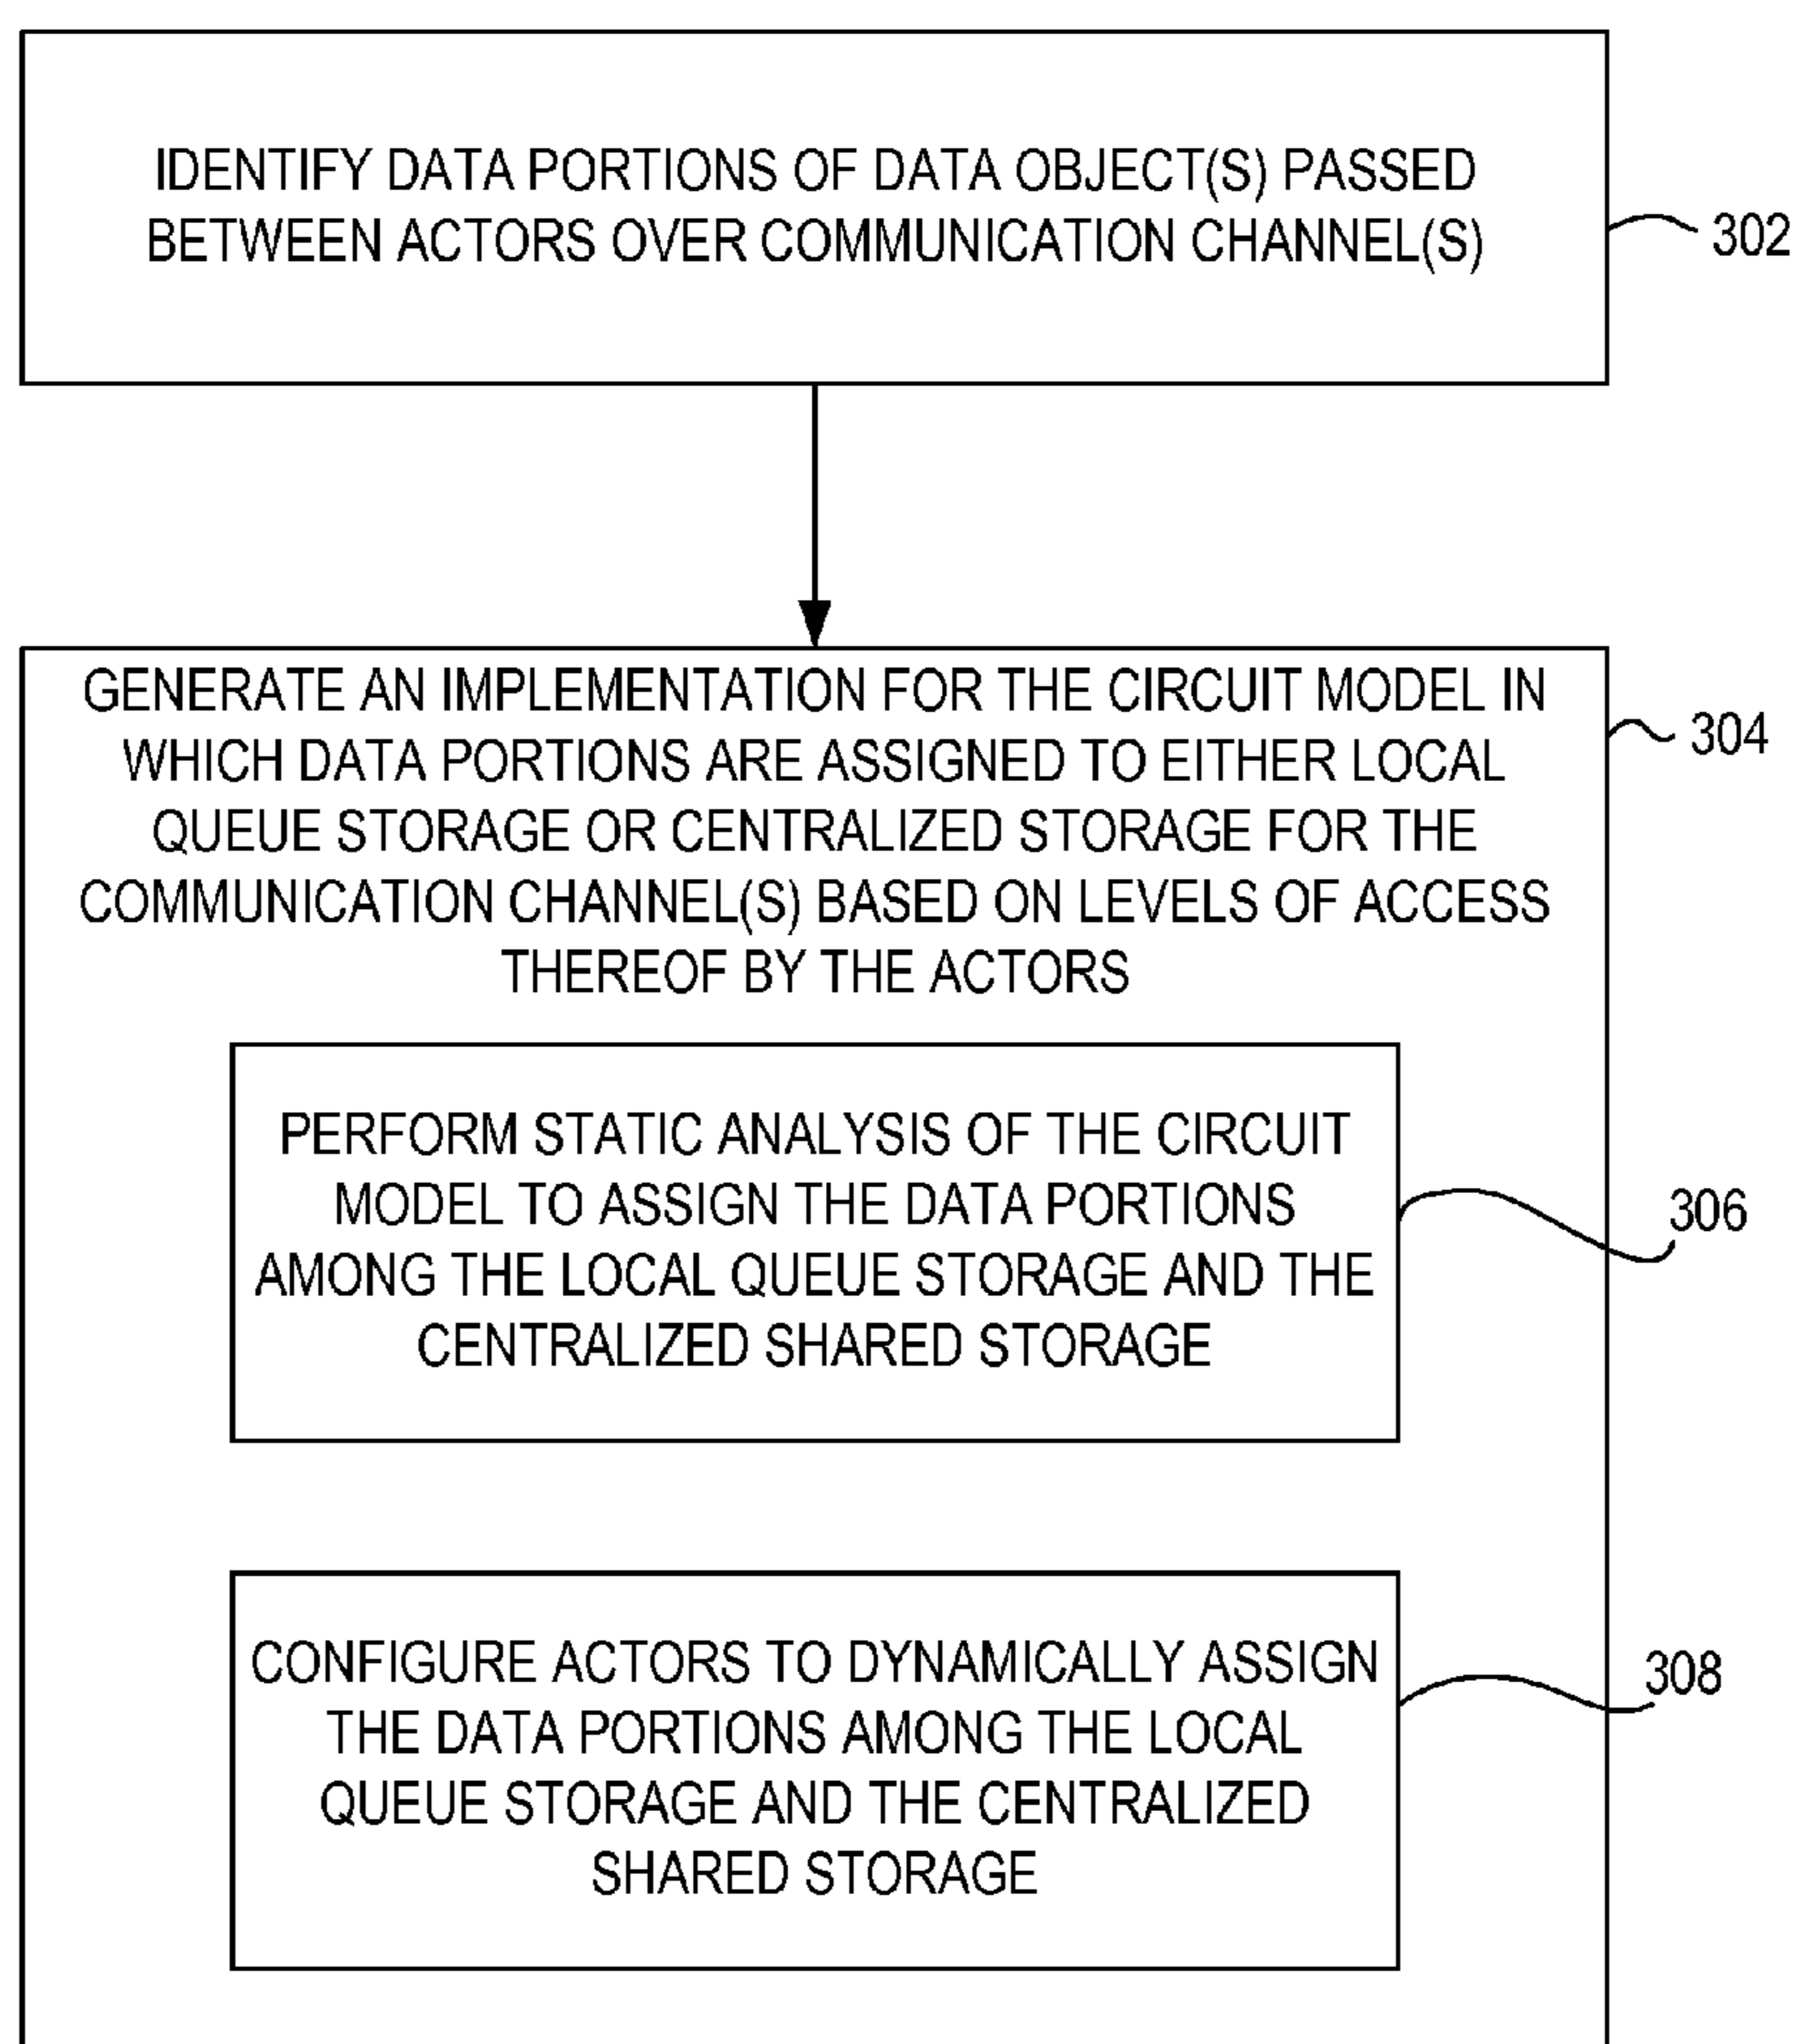 IDENTIFY DATA PORTIONS OF DATA OBJECT(S) PASSED
BETWEEN ACTORS OVER COMMUNICATION CHANNEL(S)
302
GENERATE AN IMPLEMENTATION FOR THE CIRCUIT MODEL IN
WHICH DATA PORTIONS ARE ASSIGNED TO EITHER LOCAL
QUEUE STORAGE OR CENTRALIZED STORAGE FOR THE
COMMUNICATION CHANNEL(S) BASED ON LEVELS OF ACCESS
THEREOF BY THE ACTORS
304
PERFORM STATIC ANALYSIS OF THE CIRCUIT
MODEL TO ASSIGN THE DATA PORTIONS
AMONG THE LOCAL QUEUE STORAGE AND THE
CENTRALIZED SHARED STORAGE
306
CONFIGURE ACTORS TO DYNAMICALLY ASSIGN
THE DATA PORTIONS AMONG THE LOCAL
QUEUE STORAGE AND THE CENTRALIZED
SHARED STORAGE
308